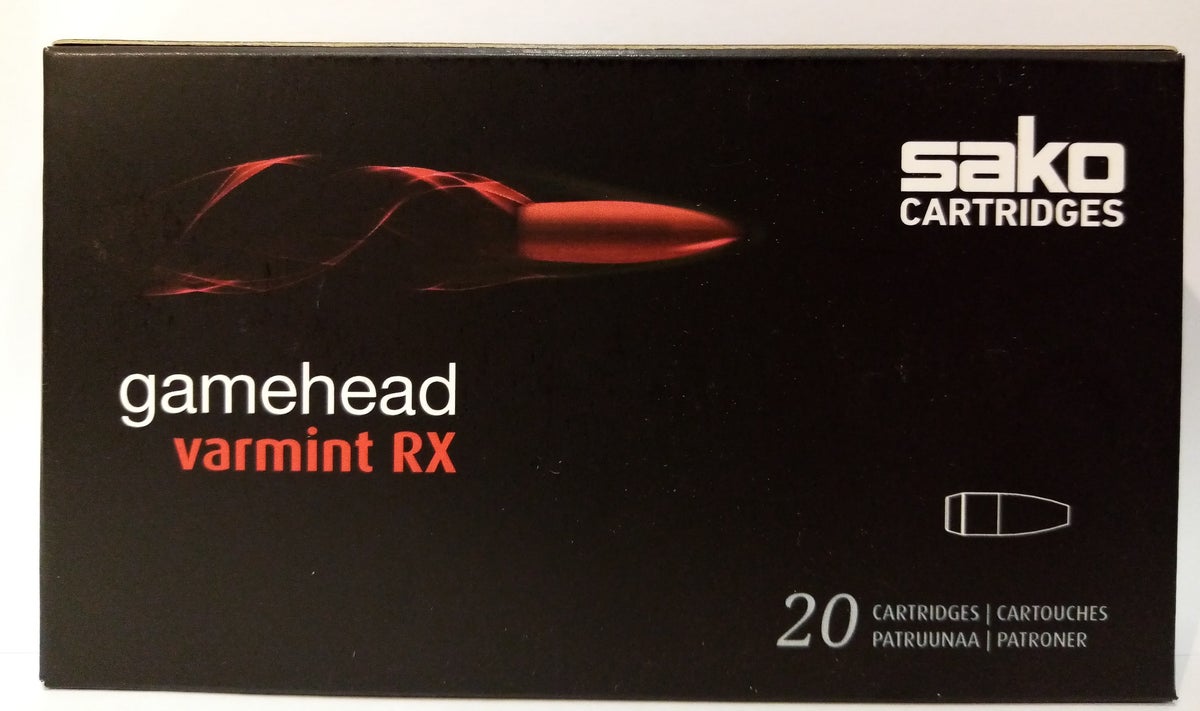 sako
CARTRIDGES
gamehead
varmint RX
20 CARTRIDGES | CARTOUCHES
PATRUUNAA | PATRONER